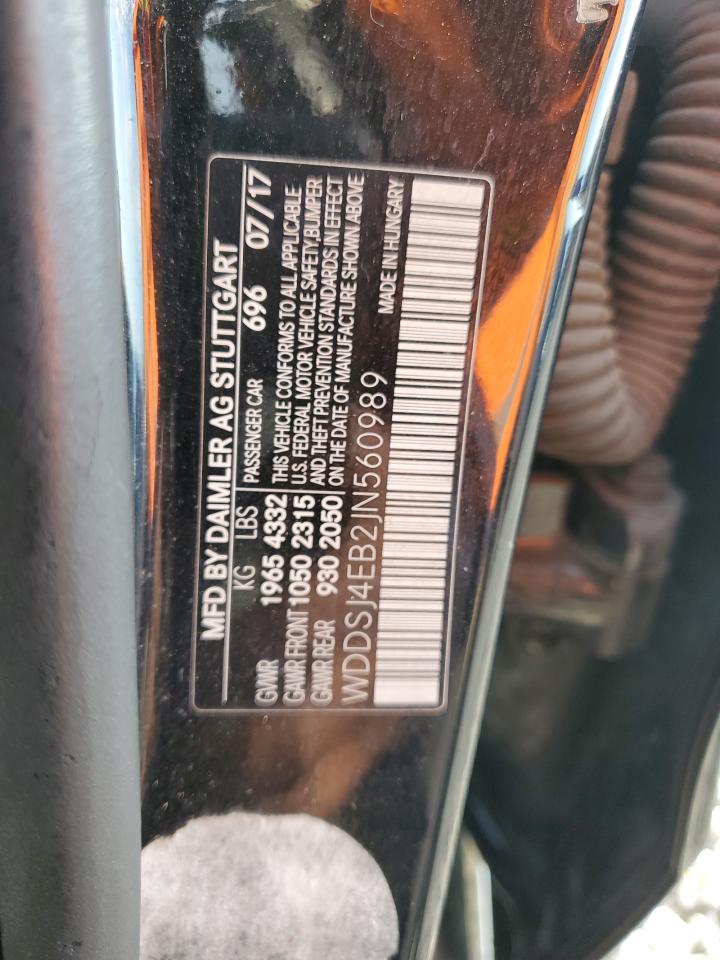 MFD BY DAIMLER AG STUTTGART
KG LBS PASSENGER CAR 696 07/17
GVWR 1965 4332 THIS VEHICLE CONFORMS TO ALL APPLICABLE
GAWR FRONT 1050 2315 U.S. FEDERAL MOTOR VEHICLE SAFETY, BUMPER
GAWR REAR 930 2050 AND THEFT PREVENTION STANDARDS IN EFFECT
ON THE DATE OF MANUFACTURE SHOWN ABOVE
WDDSJ4EB2JN560989 MADE IN HUNGARY